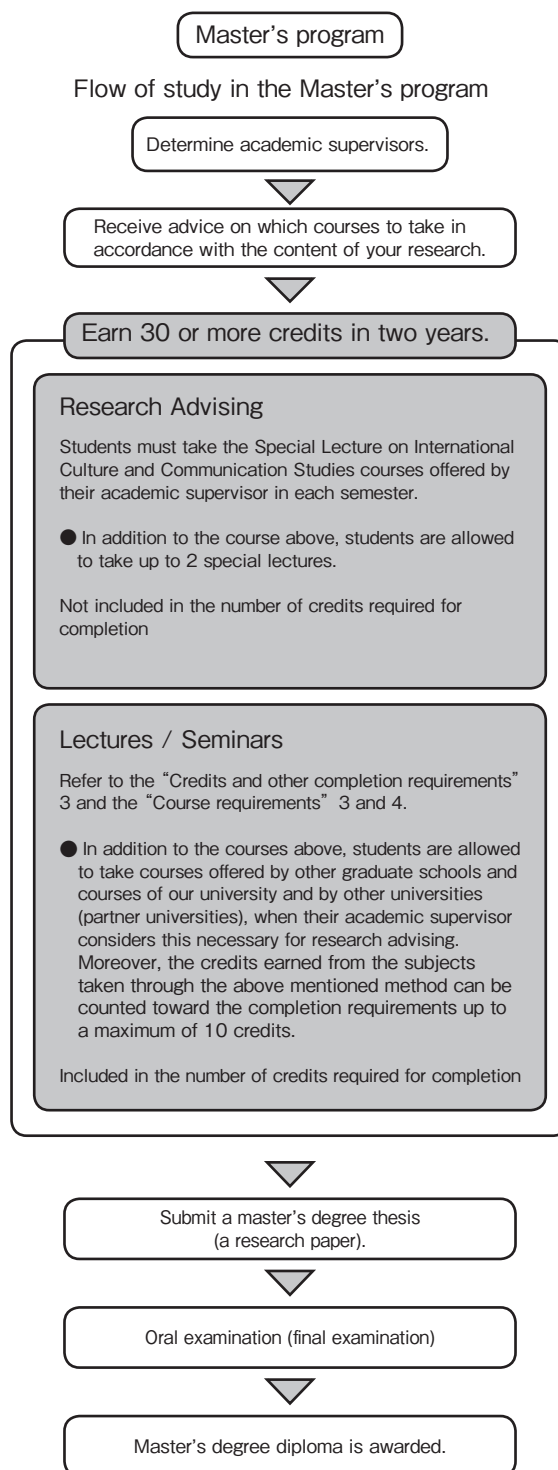 Master’s program
Flow of study in the Master’s program
Determine academic supervisors.
Receive advice on which courses to take in
accordance with the content of your research.
Earn 30 or more credits in two years.
Research Advising
Students must take the Special Lecture on International
Culture and Communication Studies courses offered by
their academic supervisor in each semester.
● In addition to the course above, students are allowed
to take up to 2 special lectures.
Not included in the number of credits required for
completion
Lectures / Seminars
Refer to the “Credits and other completion requirements”
3 and the “Course requirements” 3 and 4.
● In addition to the courses above, students are allowed
to take courses offered by other graduate schools and
courses of our university and by other universities
(partner universities), when their academic supervisor
considers this necessary for research advising.
Moreover, the credits earned from the subjects
taken through the above mentioned method can be
counted toward the completion requirements up to
a maximum of 10 credits.
Included in the number of credits required for completion
Submit a master’s degree thesis
(a research paper).
Oral examination (final examination)
Master’s degree diploma is awarded.